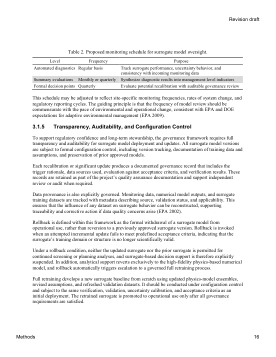 Revision draft
Table 2. Proposed monitoring schedule for surrogate model oversight.
Level Frequency Purpose
Automated diagnostics Regular basis Track surrogate performance, uncertainty behavior, and
consistency with incoming monitoring data
Summary evaluations Monthly or quarterly Synthesize diagnostic results into management-level indicators
Formal decision points Quarterly Evaluate potential recalibration with auditable governance review
This schedule may be adjusted to reflect site-specific monitoring frequencies, rates of system change, and
regulatory reporting cycles. The guiding principle is that the frequency of model review should be
commensurate with the pace of environmental and operational change, consistent with EPA and DOE
expectations for adaptive environmental management (EPA 2009).
3.1.5 Transparency, Auditability, and Configuration Control
To support regulatory confidence and long-term stewardship, the governance framework requires full
transparency and auditability for surrogate model deployment and updates. All surrogate model versions
are subject to formal configuration control, including version tracking, documentation of training data and
assumptions, and preservation of prior approved models.
Each recalibration or significant update produces a documented governance record that includes the
trigger rationale, data sources used, evaluation against acceptance criteria, and verification results. These
records are retained as part of the project's quality assurance documentation and support independent
review or audit when required.
Data provenance is also explicitly governed. Monitoring data, numerical model outputs, and surrogate
training datasets are tracked with metadata describing source, validation status, and applicability. This
ensures that the influence of any dataset on surrogate behavior can be reconstructed, supporting
traceability and corrective action if data quality concerns arise (EPA 2002).
Rollback is defined within this framework as the formal withdrawal of a surrogate model from
operational use, rather than reversion to a previously approved surrogate version. Rollback is invoked
when an attempted incremental update fails to meet predefined acceptance criteria, indicating that the
surrogate's training domain or structure is no longer scientifically valid.
Under a rollback condition, neither the updated surrogate nor the prior surrogate is permitted for
continued screening or planning analyses, and surrogate-based decision support is therefore explicitly
suspended. In addition, analytical support reverts exclusively to the high-fidelity physics-based numerical
model, and rollback automatically triggers escalation to a governed full retraining process.
Full retraining develops a new surrogate baseline from scratch using updated physics-model ensembles,
revised assumptions, and refreshed validation datasets. It should be conducted under configuration control
and subject to the same verification, validation, uncertainty calibration, and acceptance criteria as an
initial deployment. The retrained surrogate is promoted to operational use only after all governance
requirements are satisfied.
Methods 16